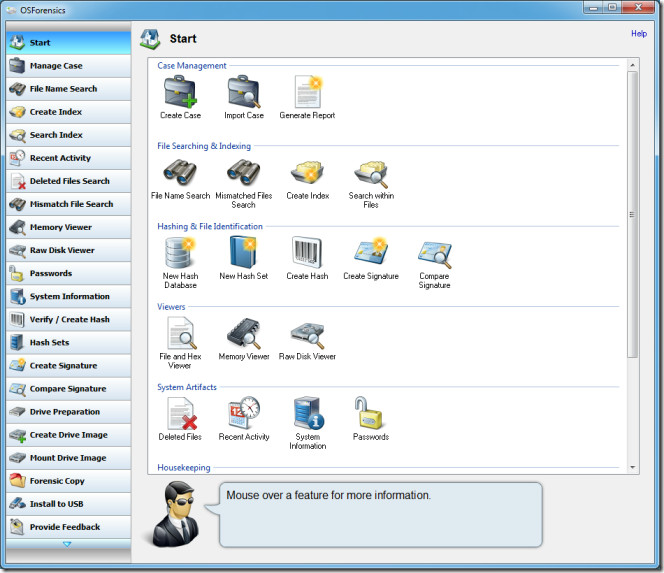 OSForensics
Start
Manage Case
File Name Search
Create Index
Search Index
Recent Activity
Deleted Files Search
Mismatch File Search
Memory Viewer
Raw Disk Viewer
Passwords
System Information
Verify / Create Hash
Hash Sets
Create Signature
Compare Signature
Drive Preparation
Create Drive Image
Mount Drive Image
Forensic Copy
Install to USB
Provide Feedback
Start
Help
Case Management
Create Case
Import Case
Generate Report
File Searching & Indexing
File Name Search
Mismatched Files
Search
Create Index
Search within
Files
Hashing & File Identification
New Hash
Database
New Hash Set
Create Hash
Create Signature
Compare
Signature
Viewers
File and Hex
Viewer
Memory Viewer
Raw Disk Viewer
System Artifacts
Deleted Files
Recent Activity
System
Information
Passwords
Housekeeping
Mouse over a feature for more information.